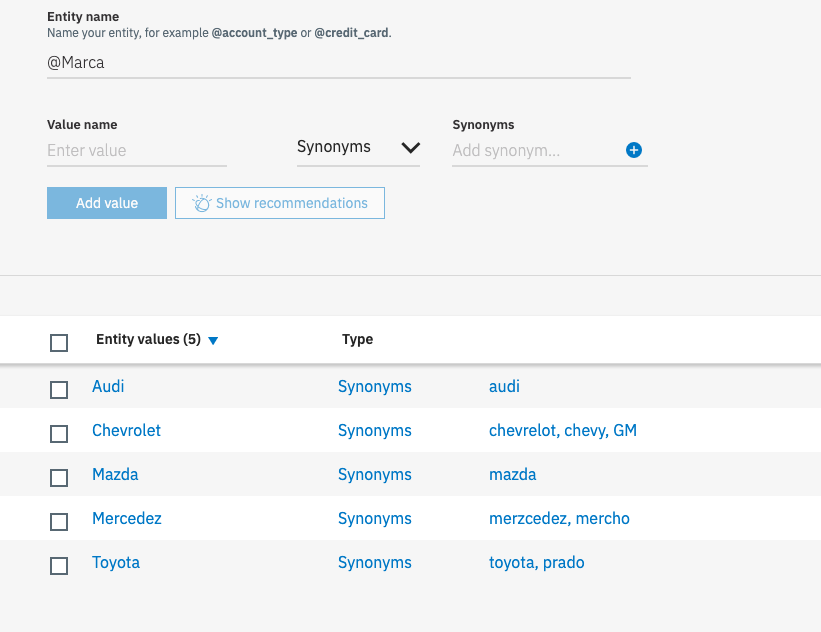 Entity name
Name your entity, for example @account_type or @credit_card.
@Marca
Value name
Synonyms
Enter value
Synonyms
Add synonym...
Add value
Show recommendations
Entity values (5)
Type
Audi Synonyms audi
Chevrolet Synonyms chevrelot, chevy, GM
Mazda Synonyms mazda
Mercedez Synonyms merzcedez, mercho
Toyota Synonyms toyota, prado